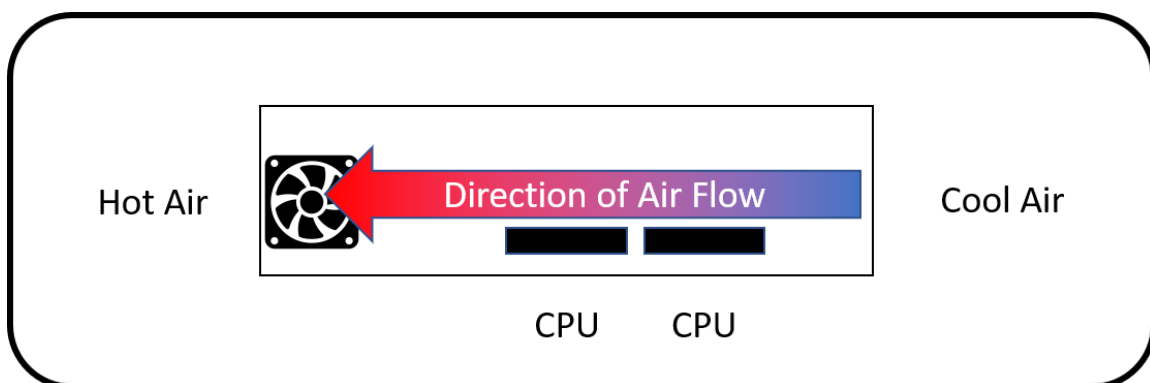 Hot Air
Direction of Air Flow
Cool Air
CPU
CPU